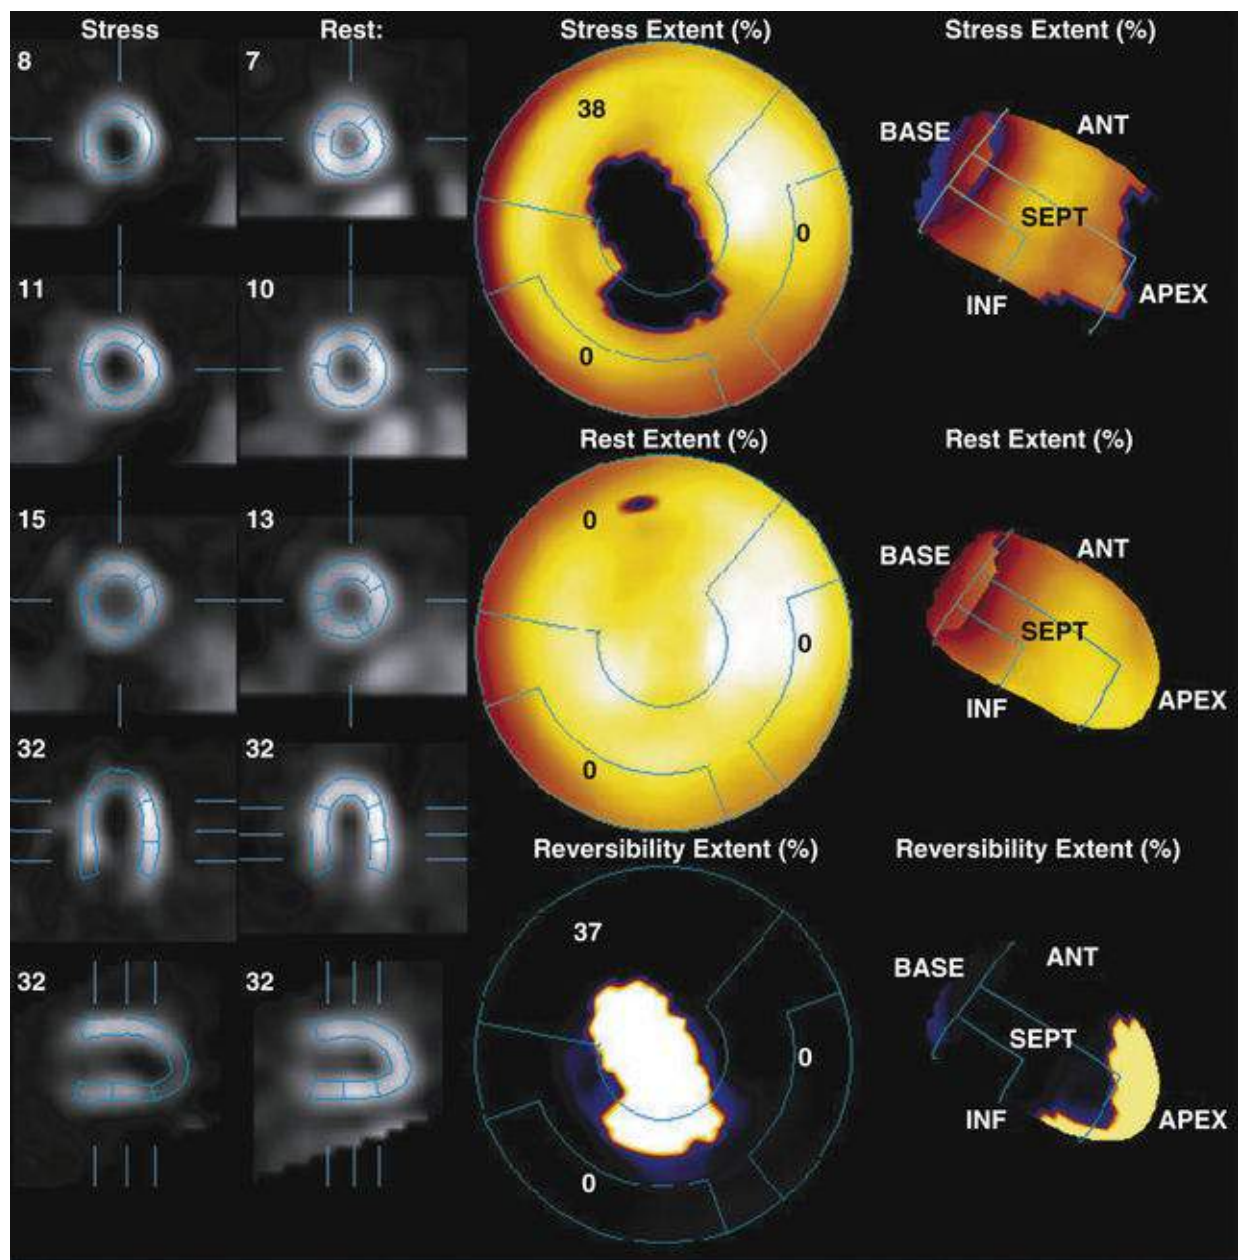 Stress Rest: Stress Extent (%) Stress Extent (%)
8 7
38
BASE ANT
SEPT
0
11 10
INF APEX
0
Rest Extent (%) Rest Extent (%)
15 13
0
BASE ANT
SEPT
0
INF APEX
32 32
0
Reversibility Extent (%) Reversibility Extent (%)
37
BASE ANT
32 32
SEPT
0
INF APEX
0